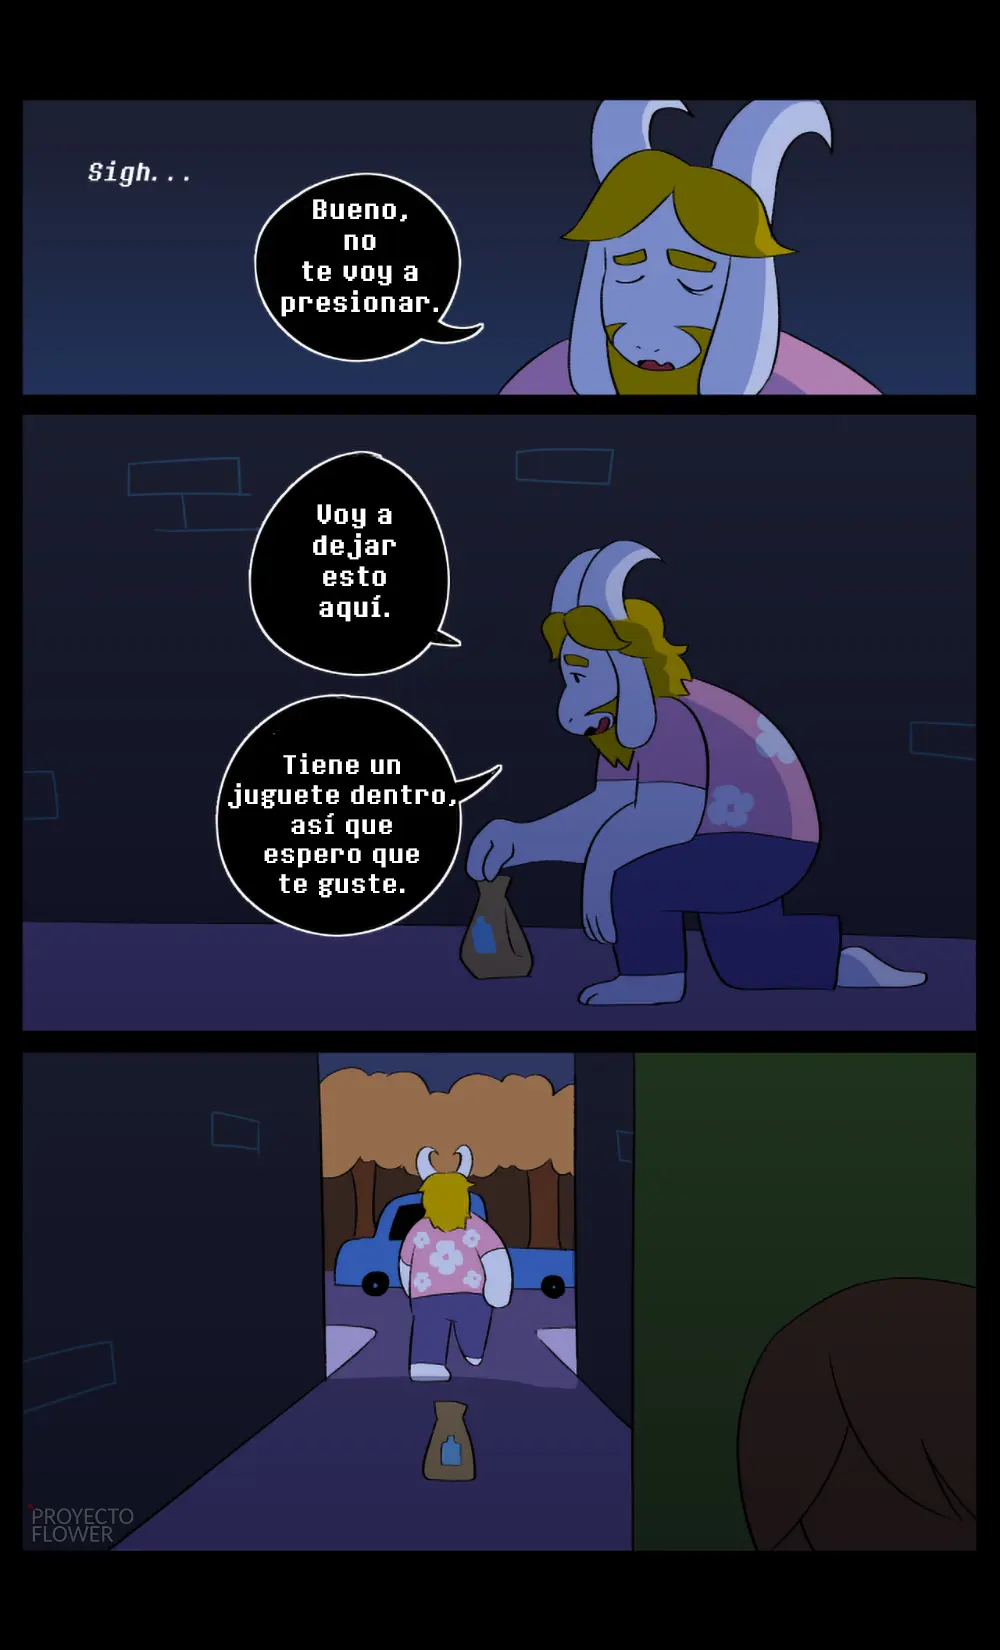 Sigh...
Bueno,
no
te voy a
presionar.
Voy a
dejar
esto
aquí.
Tiene un
juguete dentro,
así que
espero que
te guste.
PROYECTO
FLOWER